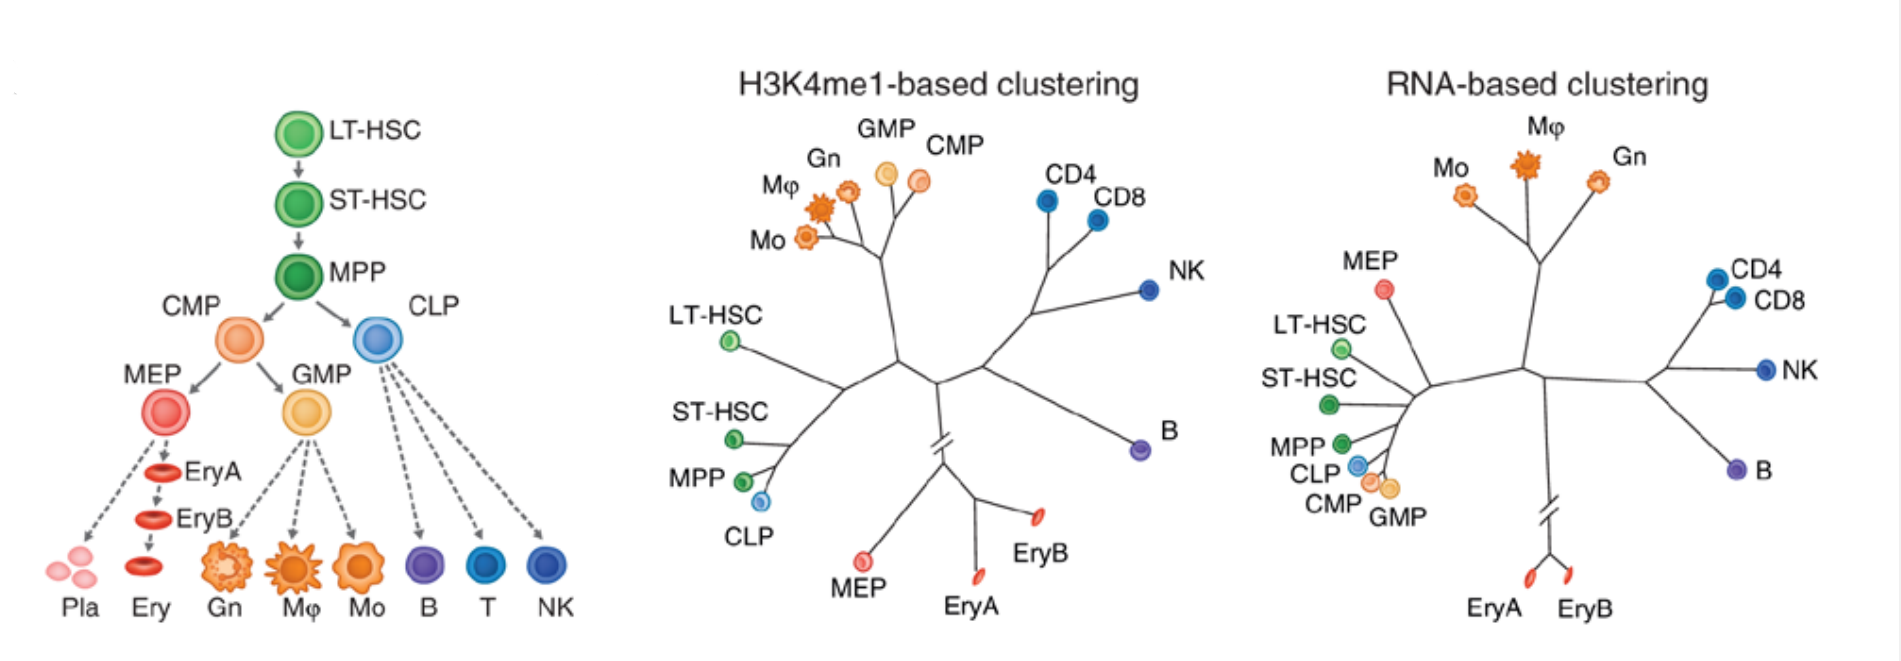 LT-HSC
ST-HSC
MPP
CMP
CLP
MEP
GMP
EryA
EryB
Pla
Ery
Gn
Mφ
Mo
B
T
NK
H3K4me1-based clustering
GMP
CMP
Gn
Mφ
Mo
CD4
CD8
NK
LT-HSC
ST-HSC
MPP
CLP
B
MEP
EryB
EryA
RNA-based clustering
Mφ
Mo
Gn
MEP
CD4
CD8
LT-HSC
ST-HSC
NK
MPP
CLP
CMP
GMP
B
EryA
EryB